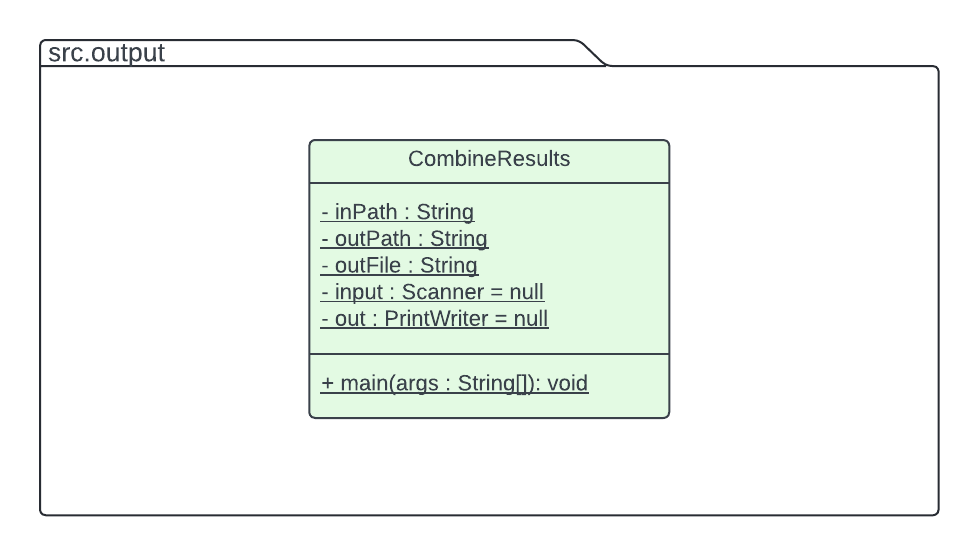 src.output
CombineResults
- inPath : String
- outPath : String
- outFile : String
- input : Scanner = null
- out : PrintWriter = null
+ main(args : String[]): void